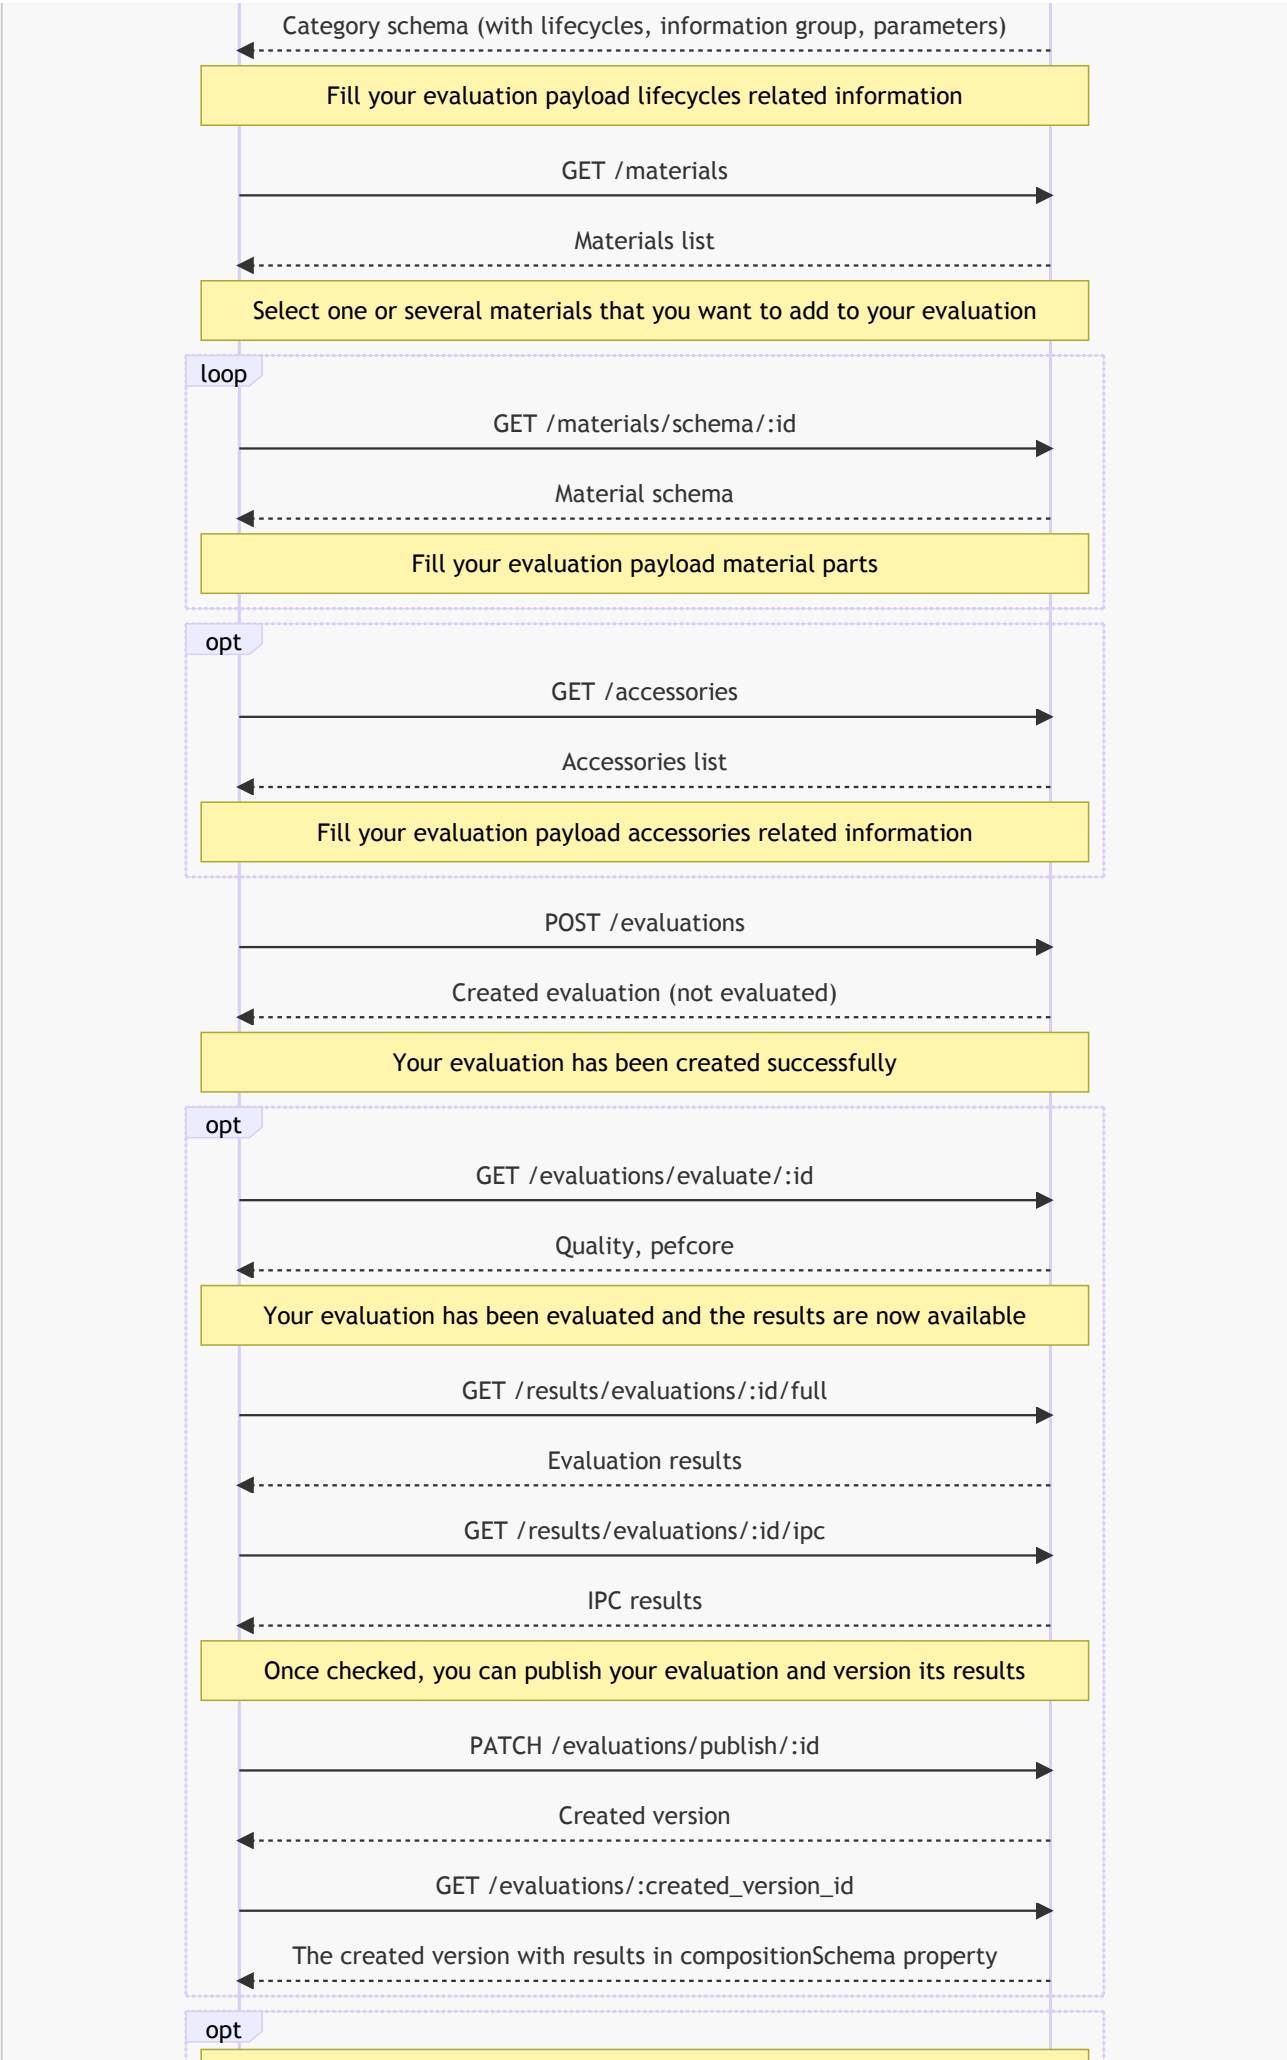 Category schema (with lifecycles, information group, parameters)
Fill your evaluation payload lifecycles related information
GET /materials
Materials list
Select one or several materials that you want to add to your evaluation
loop
GET /materials/schema/:id
Material schema
Fill your evaluation payload material parts
opt
GET /accessories
Accessories list
Fill your evaluation payload accessories related information
POST /evaluations
Created evaluation (not evaluated)
Your evaluation has been created successfully
opt
GET /evaluations/evaluate/:id
Quality, pefcore
Your evaluation has been evaluated and the results are now available
GET /results/evaluations/:id/full
Evaluation results
GET /results/evaluations/:id/ipc
IPC results
Once checked, you can publish your evaluation and version its results
PATCH /evaluations/publish/:id
Created version
GET /evaluations/:created_version_id
The created version with results in compositionSchema property
opt